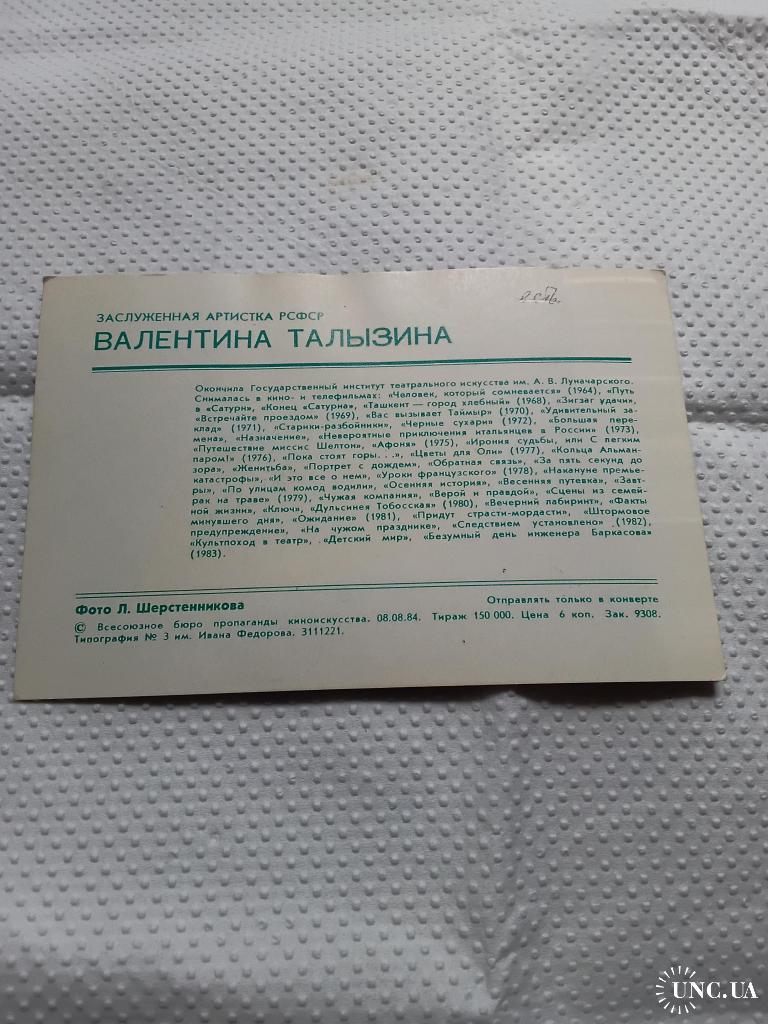 ЗАСЛУЖЕННАЯ АРТИСТКА РСФСР
ВАЛЕНТИНА ТАЛЫЗИНА
Окончила Государственный институт театрального искусства им. А. В. Луначарского.
Снималась в кино- и телефильмах: «Человек, который сомневается» (1964), «Путь
в «Сатурн», «Конец «Сатурна», «Ташкент — город хлебный» (1968), «Зигзаг удачи»,
«Встречайте проездом» (1969), «Вас вызывает Таймыр» (1970), «Удивительный за-
клад» (1971), «Старики-разбойники», «Черные сухари» (1972), «Большая пере-
мена», «Назначение», «Невероятные приключения итальянцев в России» (1973),
«Путешествие миссис Шелтон», «Афоня» (1975), «Ирония судьбы, или С легким
паром!» (1976), «Пока стоят горы. . .», «Цветы для Оли» (1977), «Кольца Альман-
зора», «Женитьба», «Портрет с дождем», «Обратная связь», «За пять секунд до
катастрофы», «И это все о нем», «Уроки французского» (1978), «Накануне премье-
ры», «По улицам комод водили», «Осенняя история», «Весенняя путевка», «Завт-
рак на траве» (1979), «Чужая компания», «Верой и правдой», «Сцены из семей-
ной жизни», «Ключ», «Дульсинея Тобосская» (1980), «Вечерний лабиринт», «Факты
минувшего дня», «Ожидание» (1981), «Придут страсти-мордасти», «Штормовое
предупреждение», «На чужом празднике», «Следствием установлено» (1982),
«Культпоход в театр», «Детский мир», «Безумный день инженера Баркасова»
(1983).
Фото Л. Шерстенникова
Отправлять только в конверте
© Всесоюзное бюро пропаганды киноискусства. 08.08.84. Тираж 150 000. Цена 6 коп. Зак. 9308.
Типография № 3 им. Ивана Федорова. 3111221.
UNC.UA